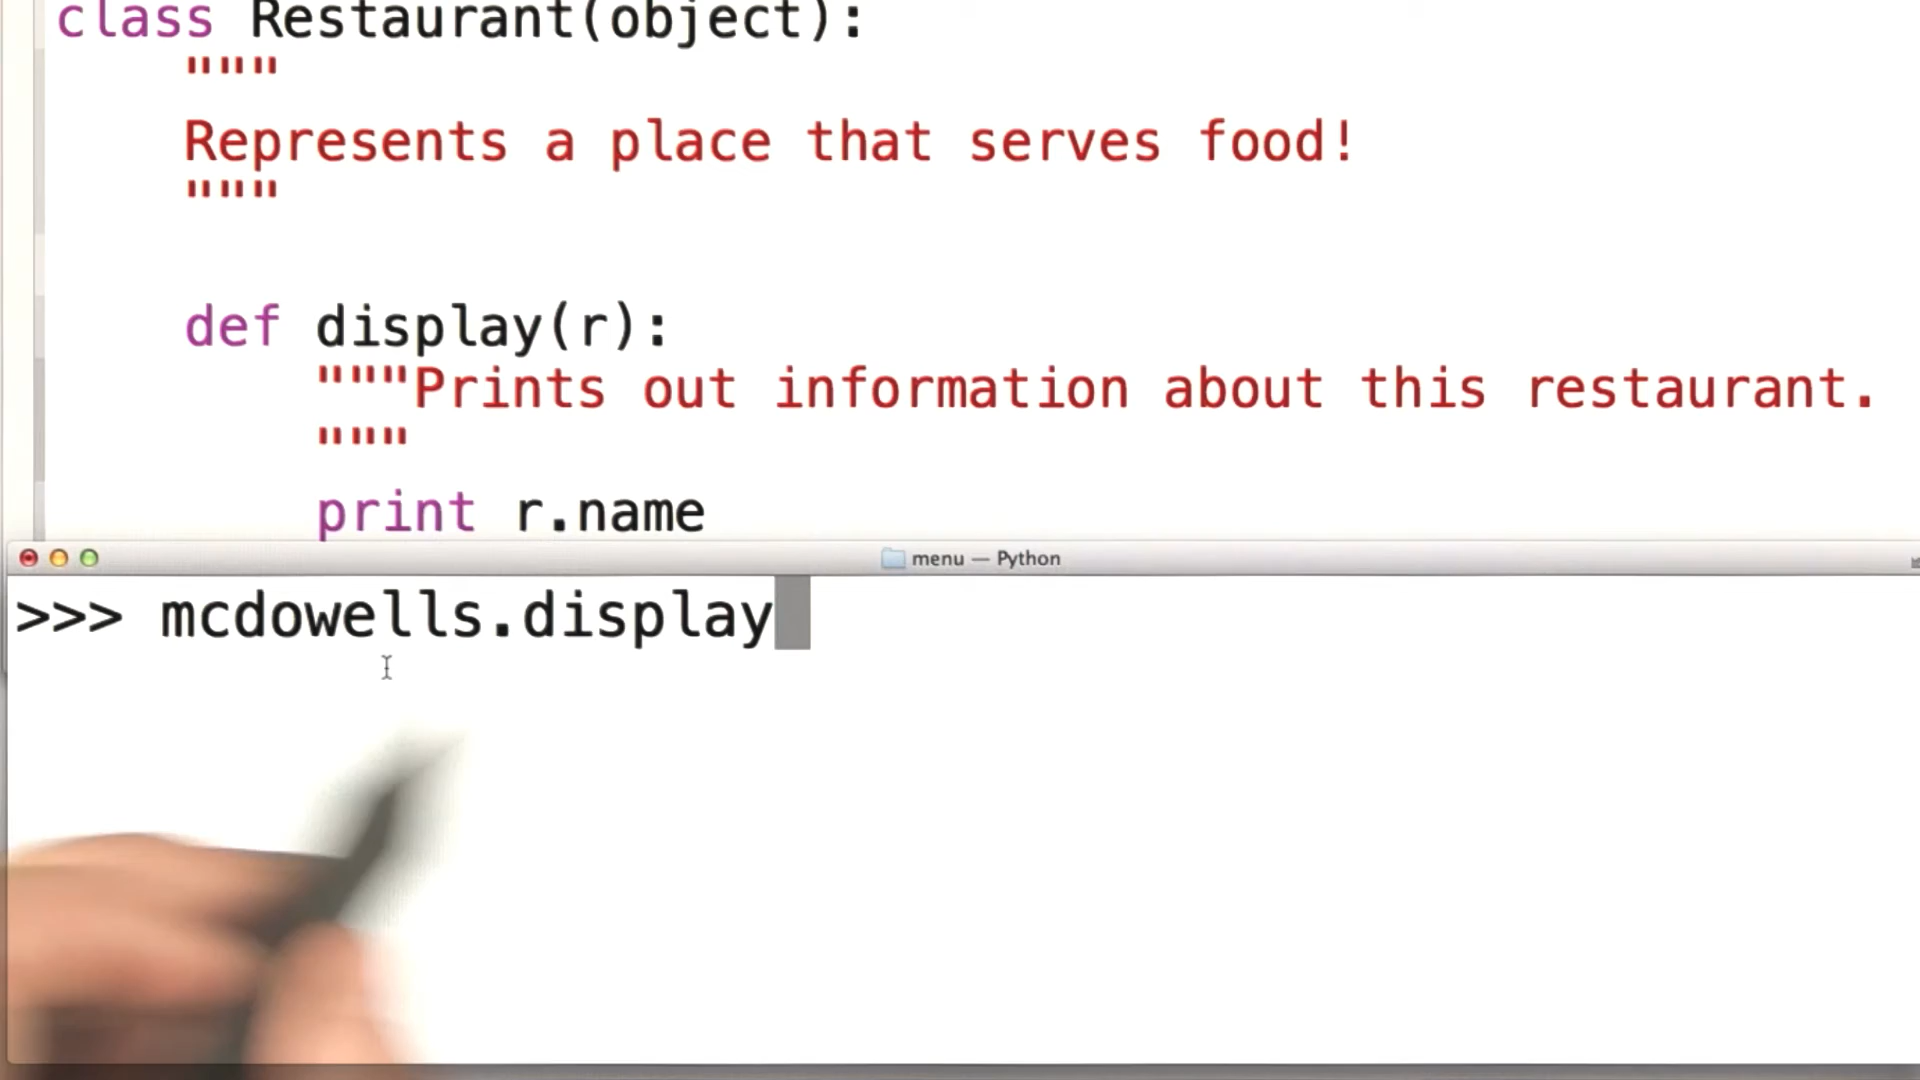 class Restaurant(object):
"""
Represents a place that serves food!
"""
def display(r):
"""Prints out information about this restaurant.
"""
print r.name
menu — Python
>>> mcdowells.display